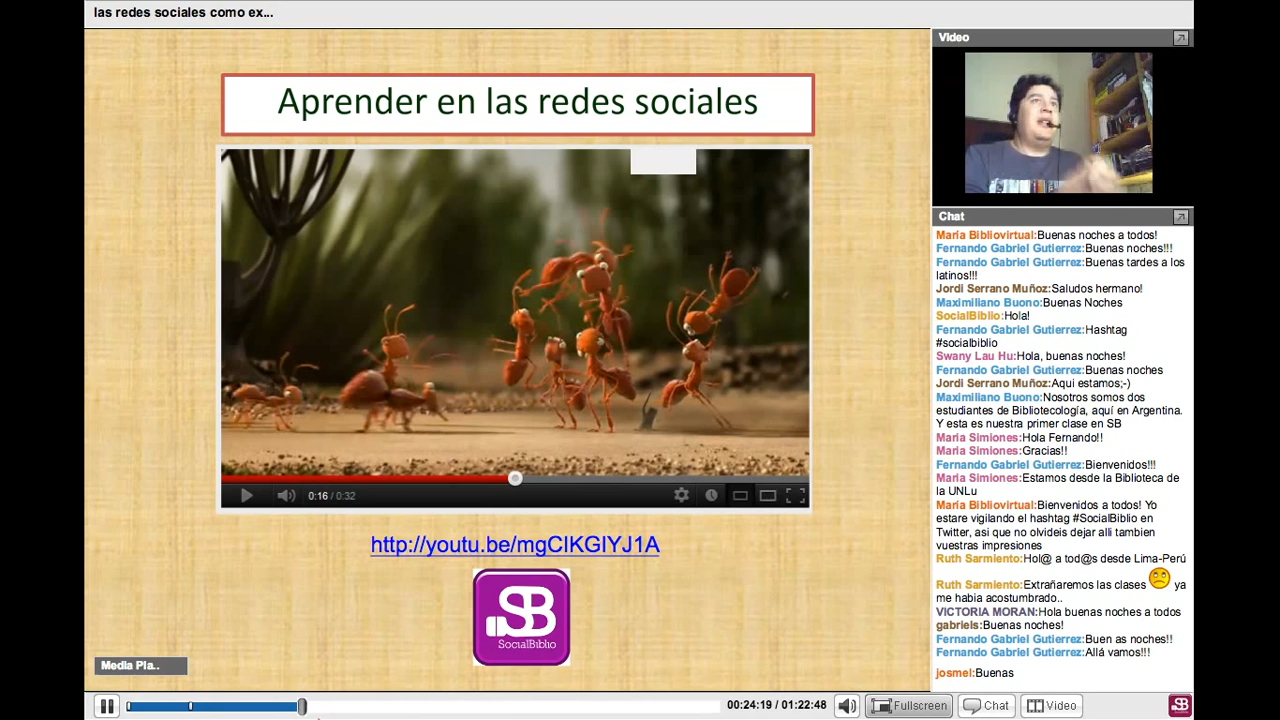 las redes sociales como ex...
Aprender en las redes sociales
0:16 / 0:32
http://youtu.be/mgClKGIYJ1A
SB
SocialBiblio
Media Pla..
Video
Chat
María Bibliovirtual:Buenas noches a todos!
Fernando Gabriel Gutierrez:Buenas noches!!!
Fernando Gabriel Gutierrez:Buenas tardes a los
latinos!!!
Jordi Serrano Muñoz:Saludos hermano!
Maximiliano Buono:Buenas Noches
SocialBiblio:Hola!
Fernando Gabriel Gutierrez:Hashtag
#socialbiblio
Swany Lau Hu:Hola, buenas noches!
Fernando Gabriel Gutierrez:Buenas noches
Jordi Serrano Muñoz:Aqui estamos;-)
Maximiliano Buono:Nosotros somos dos
estudiantes de Bibliotecología, aquí en Argentina.
Y esta es nuestra primer clase en SB
Maria Simiones:Hola Fernando!!
Maria Simiones:Gracias!!
Fernando Gabriel Gutierrez:Bienvenidos!!!
Maria Simiones:Estamos desde la Biblioteca de
la UNLu
María Bibliovirtual:Bienvenidos a todos! Yo
estare vigilando el hashtag #SocialBiblio en
Twitter, asi que no olvideis dejar alli tambien
vuestras impresiones
Ruth Sarmiento:Hol@ a tod@s desde Lima-Perú
Ruth Sarmiento:Extrañaremos las clases ya
me habia acostumbrado..
VICTORIA MORAN:Hola buenas noches a todos
gabriels:Buenas noches!
Fernando Gabriel Gutierrez:Buen as noches!!
Fernando Gabriel Gutierrez:Allá vamos!!!
josmel:Buenas
00:24:19 / 01:22:48
Fullscreen
Chat
Video
SB